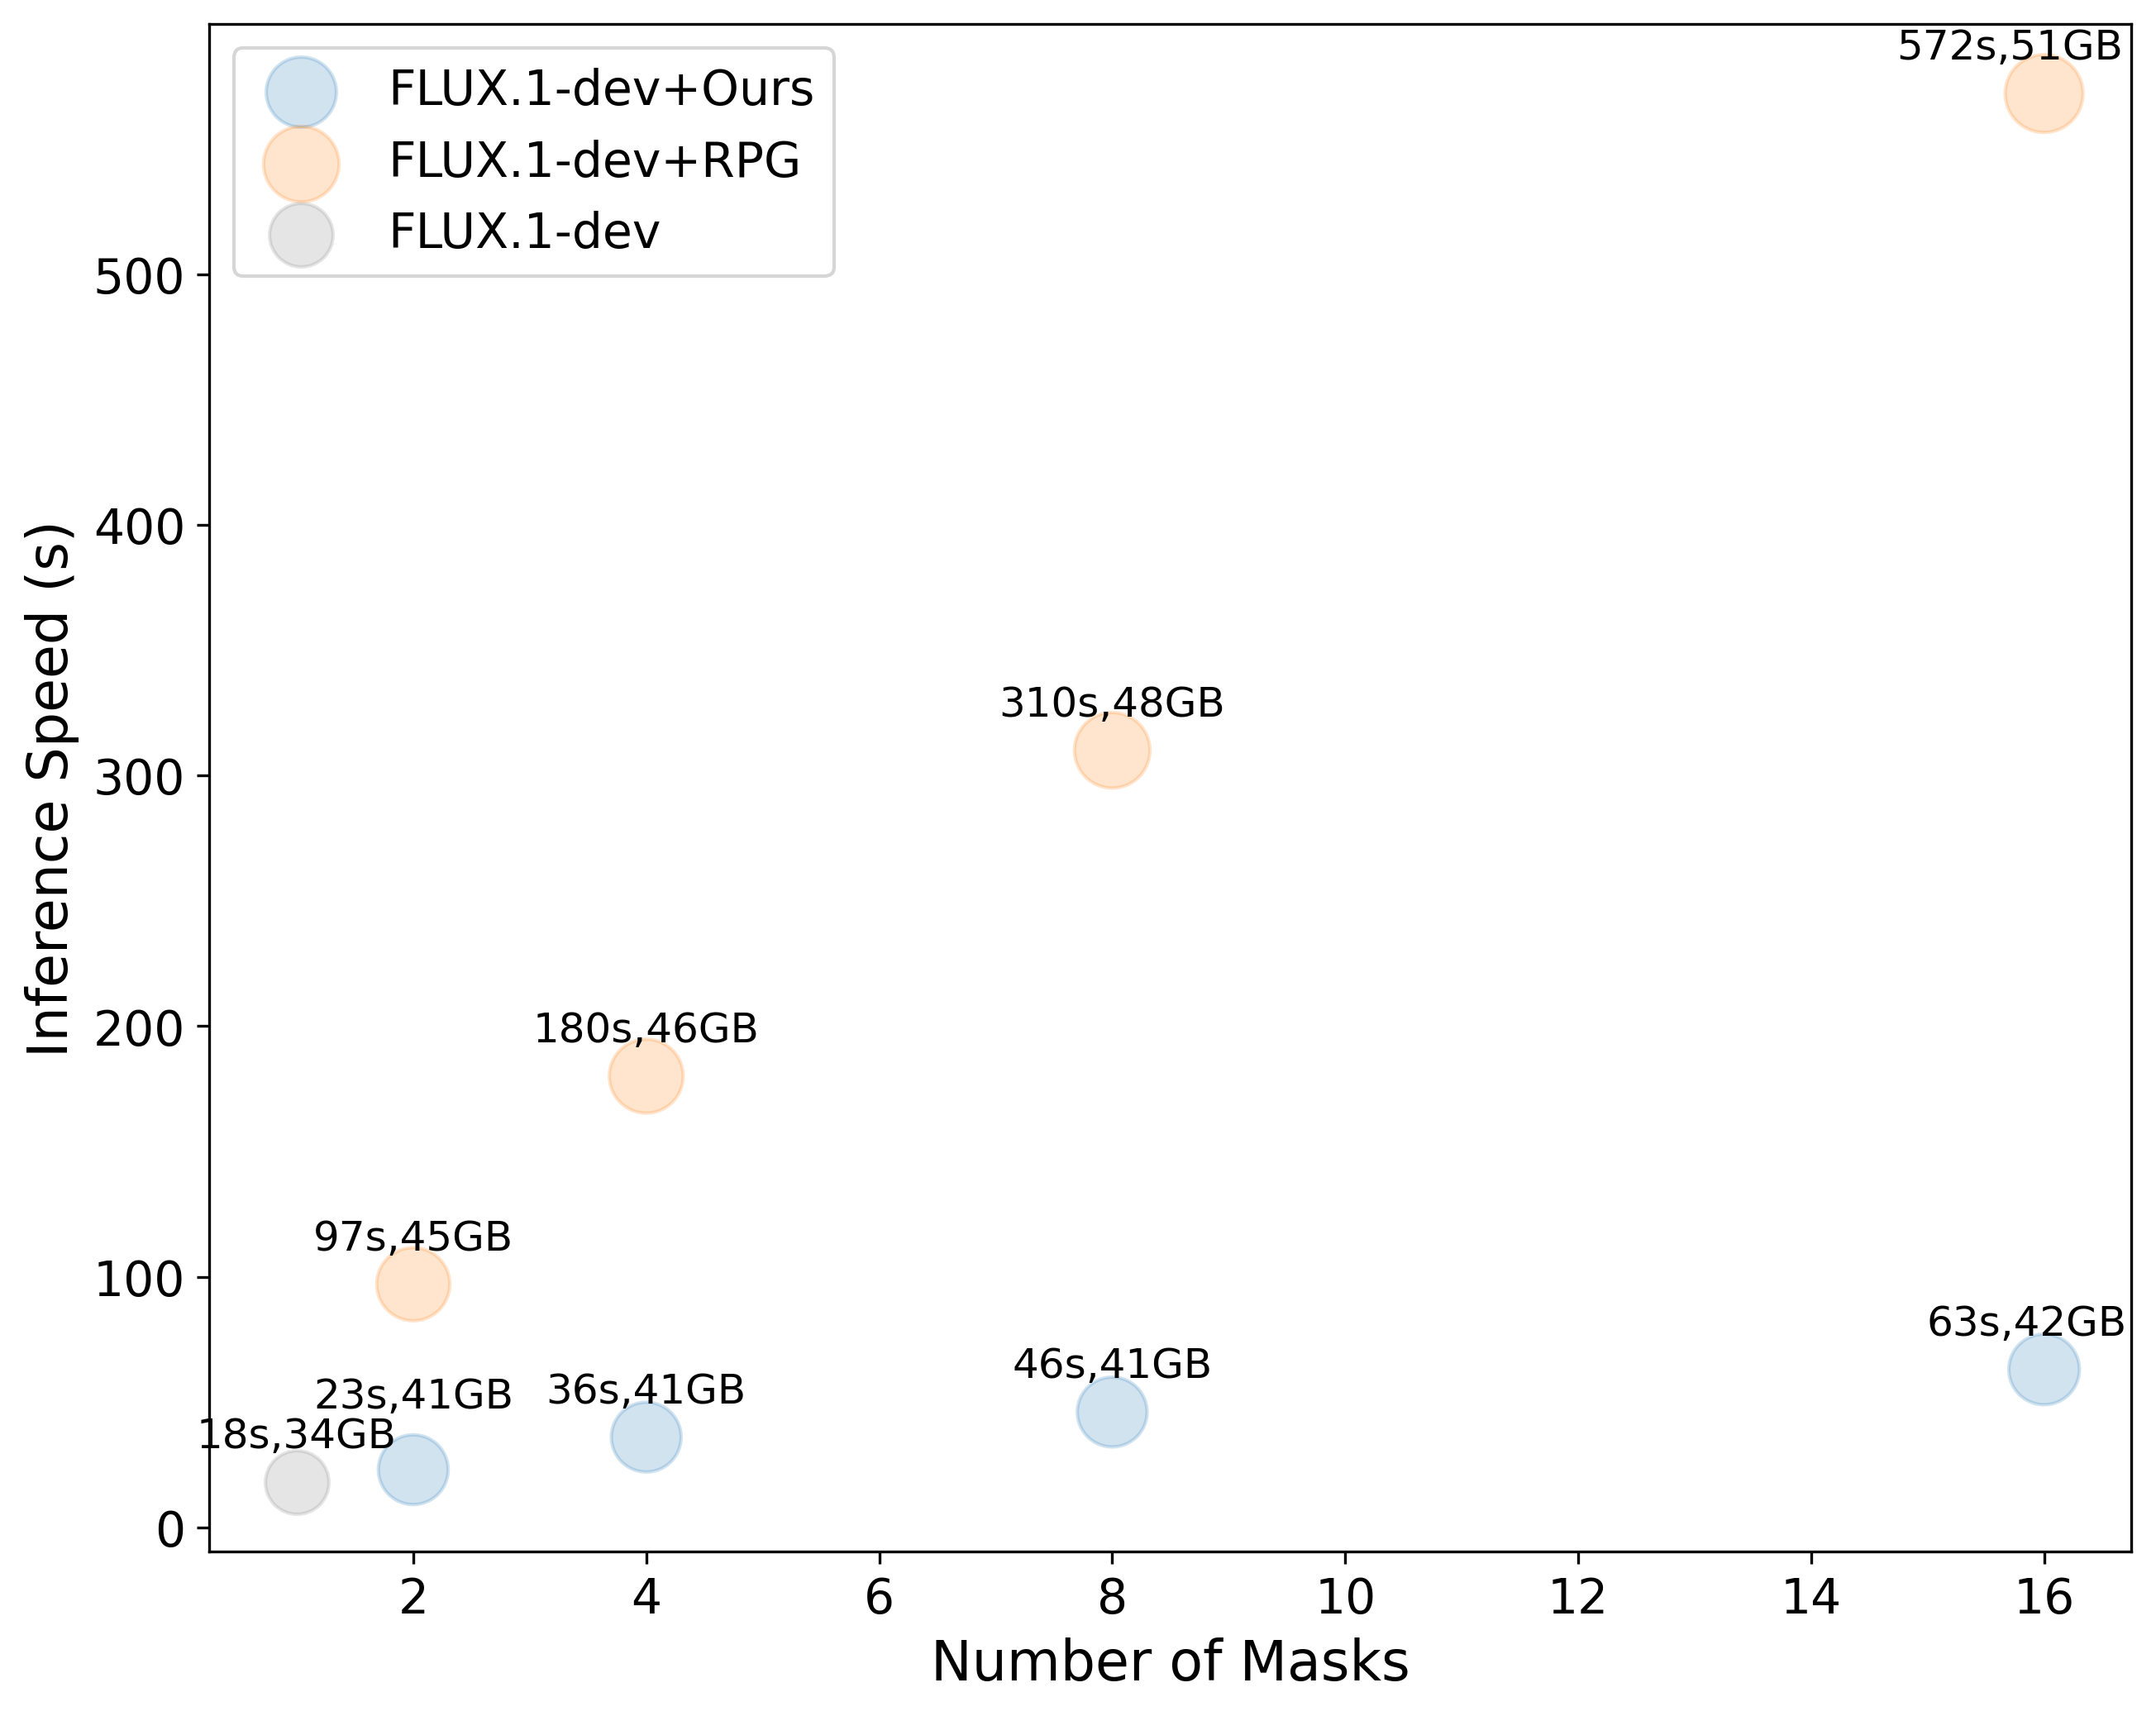 572s,51GB
FLUX.1-dev+Ours
FLUX.1-dev+RPG
FLUX.1-dev
500
400
310s,48GB
300
180s,46GB
200
97s,45GB
100
63s,42GB
46s,41GB
36s,41GB
23s,41GB
18s,34GB
0
2 4 6 8 10 12 14 16
Number of Masks
Inference Speed (s)